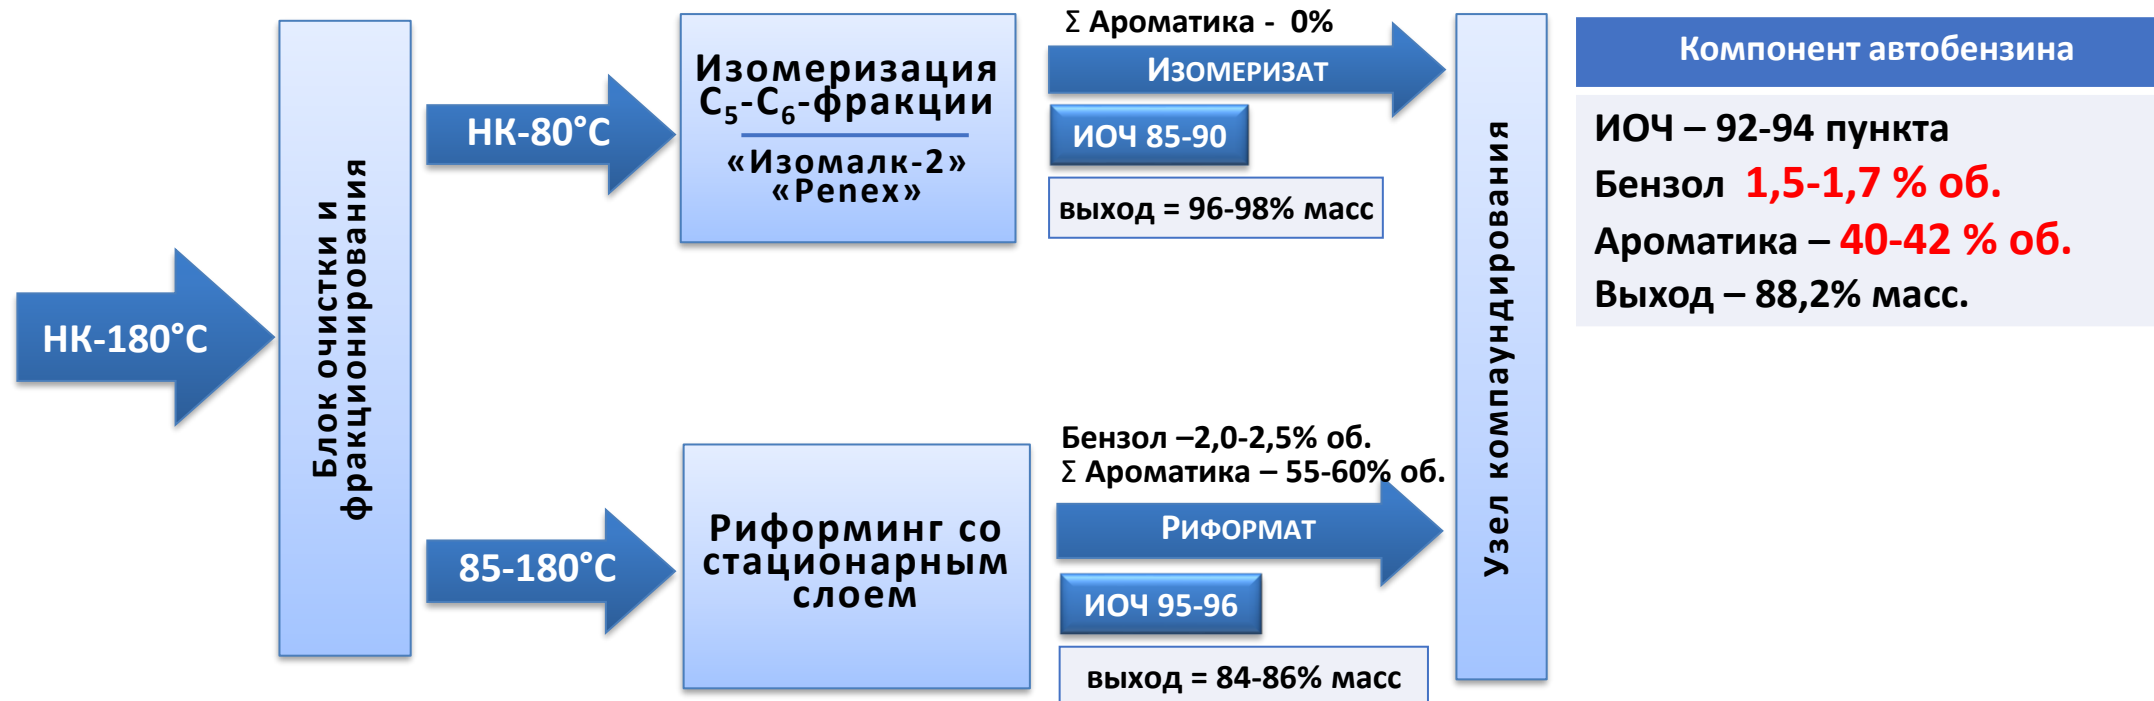 НК-180°С
Блок очистки и
фракционирования
НК-80°С
Изомеризация
С5-С6-фракции
«Изомалк-2»
«Penex»
Σ Ароматика - 0%
Изомеризат
ИОЧ 85-90
выход = 96-98% масс
85-180°С
Риформинг со
стационарным
слоем
Бензол –2,0-2,5% об.
Σ Ароматика – 55-60% об.
Риформат
ИОЧ 95-96
выход = 84-86% масс
Узел компаундирования
Компонент автобензина
ИОЧ – 92-94 пункта
Бензол 1,5-1,7 % об.
Ароматика – 40-42 % об.
Выход – 88,2% масс.